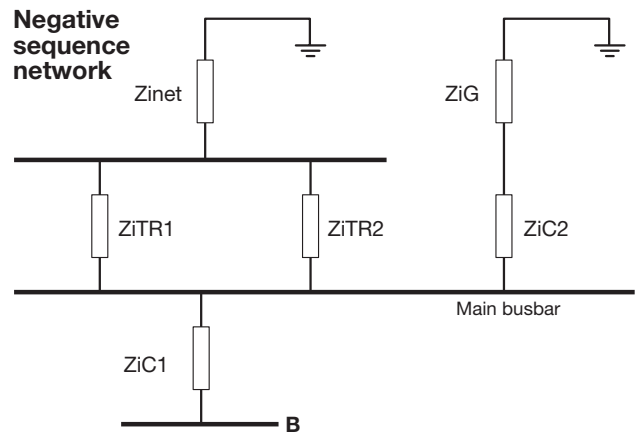 Negative
sequence
network
Zinet
ZiG
ZiTR1
ZiTR2
ZiC2
Main busbar
ZiC1
B